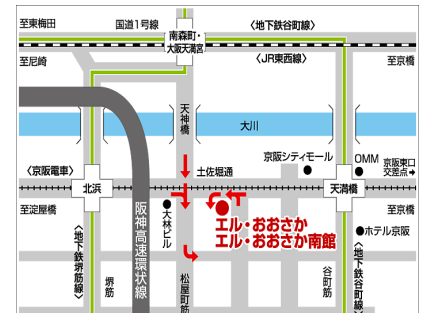 至東梅田
国道1号線
南森町・
大阪天満宮
〈地下鉄谷町線〉
至尼崎
〈JR東西線〉
至京橋
天神橋
大川
〈京阪電車〉
北浜
土佐堀通
京阪シティモール
OMM
京阪東口
交差点
天満橋
至淀屋橋
阪神高速環状線
大林ビル
エル・おおさか
エル・おおさか南館
至京橋
ホテル京阪
〈地下鉄堺筋線〉
堺筋
松屋町筋
谷町筋
〈地下鉄谷町線〉